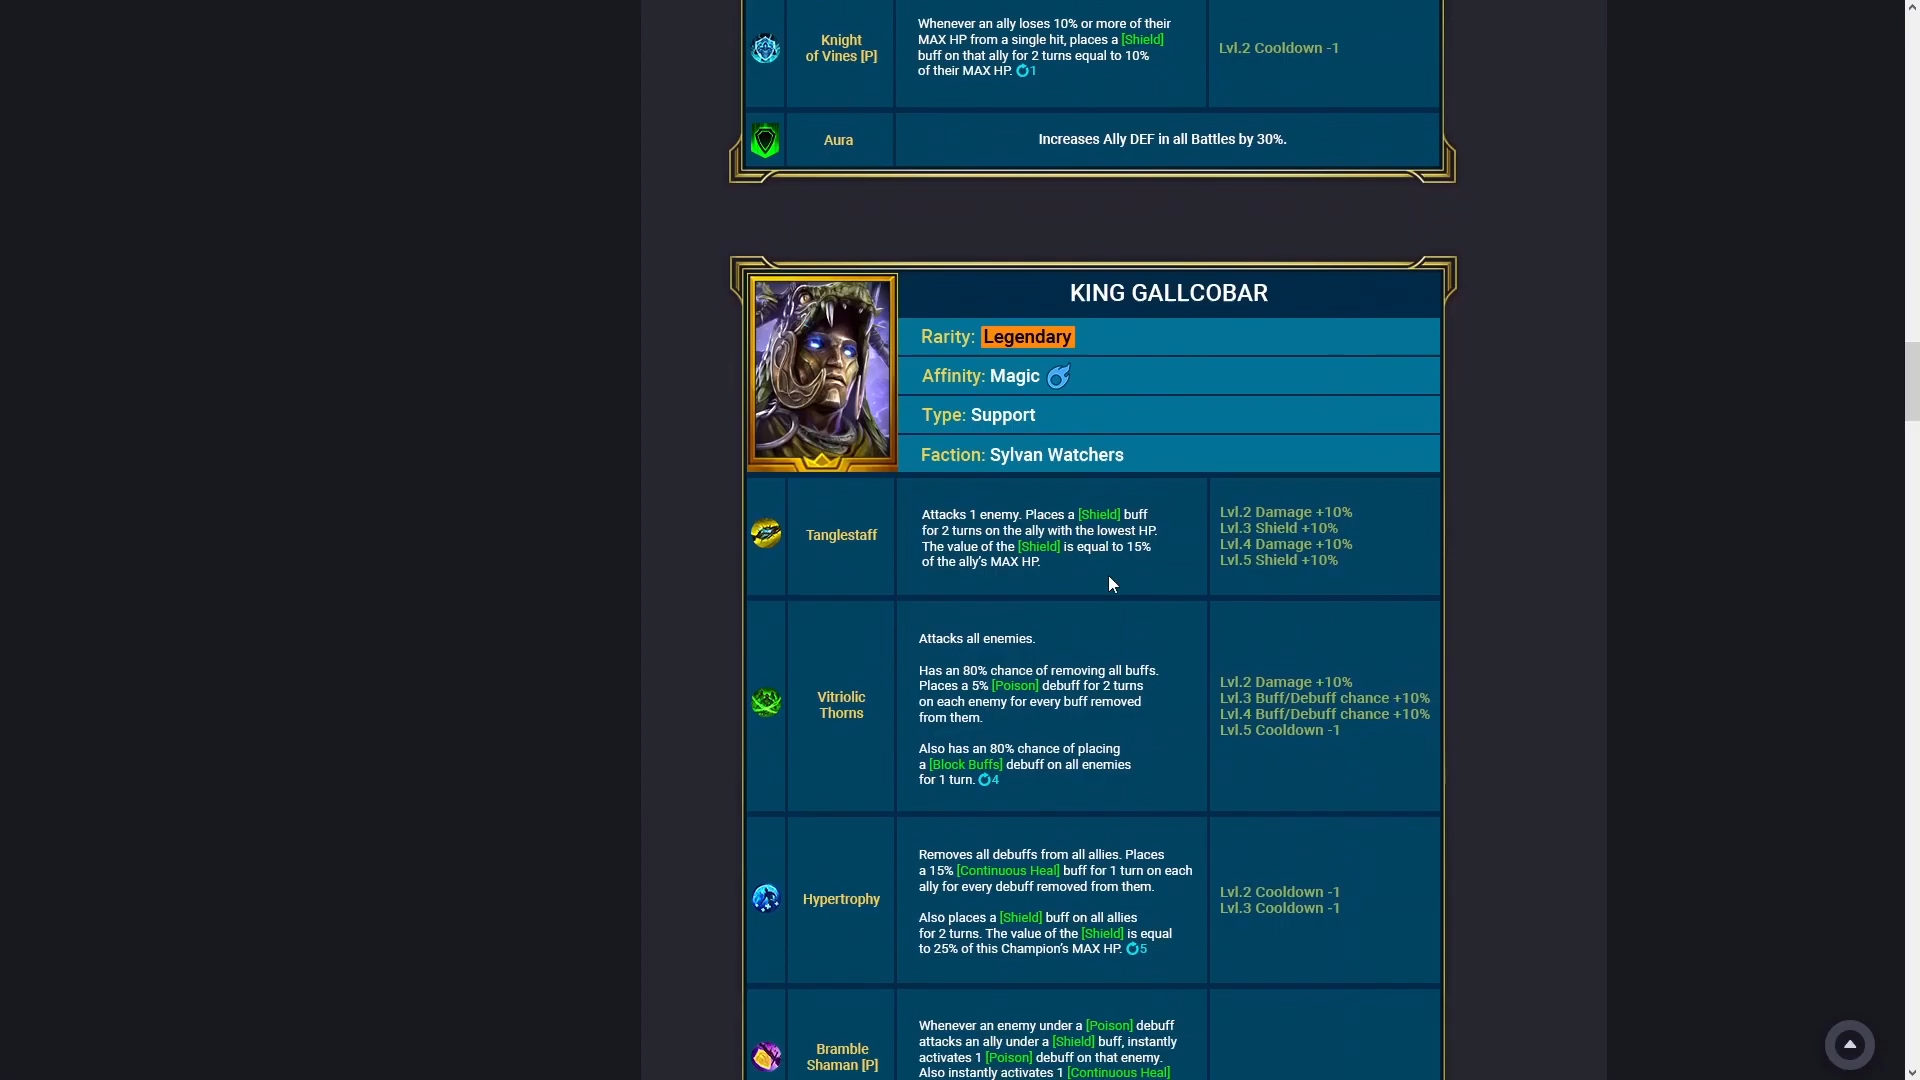 Knight
of Vines [P]
Whenever an ally loses 10% or more of their
MAX HP from a single hit, places a [Shield]
buff on that ally for 2 turns equal to 10%
of their MAX HP. 1
Lvl.2 Cooldown -1
Aura
Increases Ally DEF in all Battles by 30%.
KING GALLCOBAR
Rarity: Legendary
Affinity: Magic
Type: Support
Faction: Sylvan Watchers
Tanglestaff
Attacks 1 enemy. Places a [Shield] buff
for 2 turns on the ally with the lowest HP.
The value of the [Shield] is equal to 15%
of the ally's MAX HP.
Lvl.2 Damage +10%
Lvl.3 Shield +10%
Lvl.4 Damage +10%
Lvl.5 Shield +10%
Vitriolic
Thorns
Attacks all enemies.
Has an 80% chance of removing all buffs.
Places a 5% [Poison] debuff for 2 turns
on each enemy for every buff removed
from them.
Also has an 80% chance of placing
a [Block Buffs] debuff on all enemies
for 1 turn. 4
Lvl.2 Damage +10%
Lvl.3 Buff/Debuff chance +10%
Lvl.4 Buff/Debuff chance +10%
Lvl.5 Cooldown -1
Hypertrophy
Removes all debuffs from all allies. Places
a 15% [Continuous Heal] buff for 1 turn on each
ally for every debuff removed from them.
Also places a [Shield] buff on all allies
for 2 turns. The value of the [Shield] is equal
to 25% of this Champion's MAX HP. 5
Lvl.2 Cooldown -1
Lvl.3 Cooldown -1
Bramble
Shaman [P]
Whenever an enemy under a [Poison] debuff
attacks an ally under a [Shield] buff, instantly
activates 1 [Poison] debuff on that enemy.
Also instantly activates 1 [Continuous Heal]